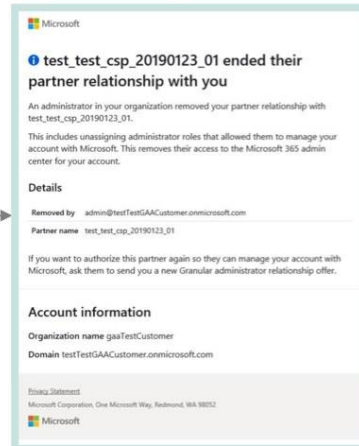 Microsoft
test_test_csp_20190123_01 ended their
partner relationship with you
An administrator in your organization removed your partner relationship with
test_test_csp_20190123_01.
This includes unassigning administrator roles that allowed them to manage your
account with Microsoft. This removes their access to the Microsoft 365 admin
center for your account.
Details
Removed by admin@testTestGAACustomer.onmicrosoft.com
Partner name test_test_csp_20190123_01
If you want to authorize this partner again so they can manage your account with
Microsoft, ask them to send you a new Granular administrator relationship offer.
Account information
Organization name gaaTestCustomer
Domain testTestGAACustomer.onmicrosoft.com
Privacy Statement
Microsoft Corporation, One Microsoft Way, Redmond, WA 98052
Microsoft